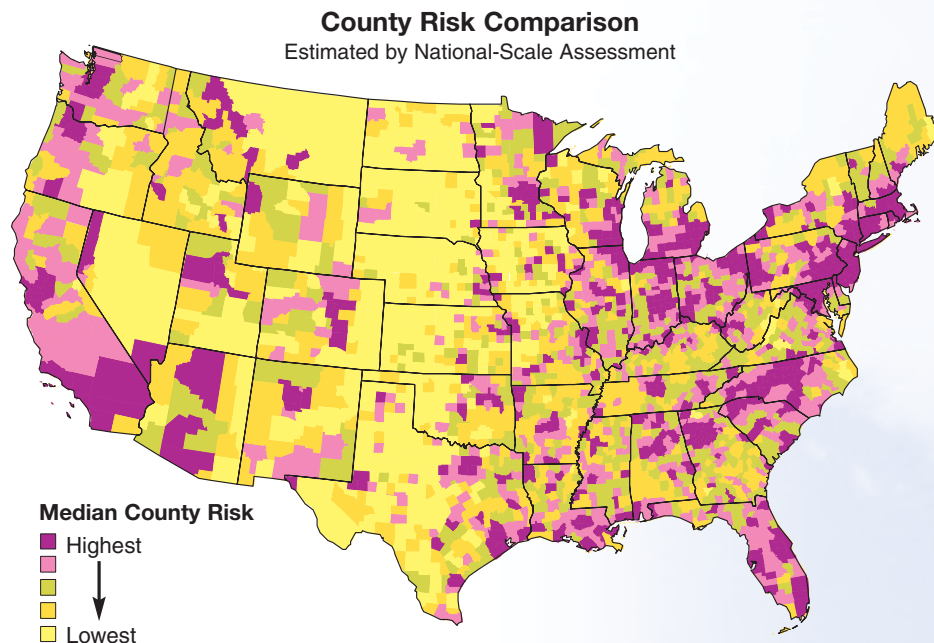 County Risk Comparison
Estimated by National-Scale Assessment
Median County Risk
Highest
Lowest